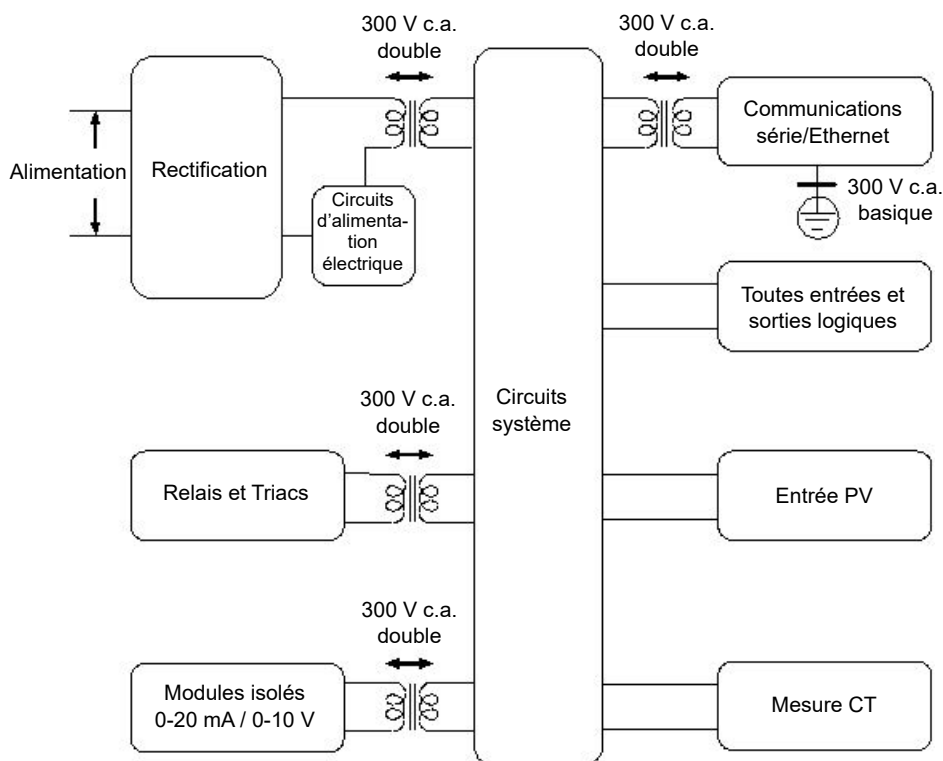 300 V c.a.
double
300 V c.a.
double
Alimentation
Rectification
Circuits
d’alimenta-
tion
électrique
Communications
série/Ethernet
300 V c.a.
basique
Toutes entrées et
sorties logiques
Circuits
système
300 V c.a.
double
Relais et Triacs
Entrée PV
300 V c.a.
double
Modules isolés
0-20 mA / 0-10 V
Mesure CT